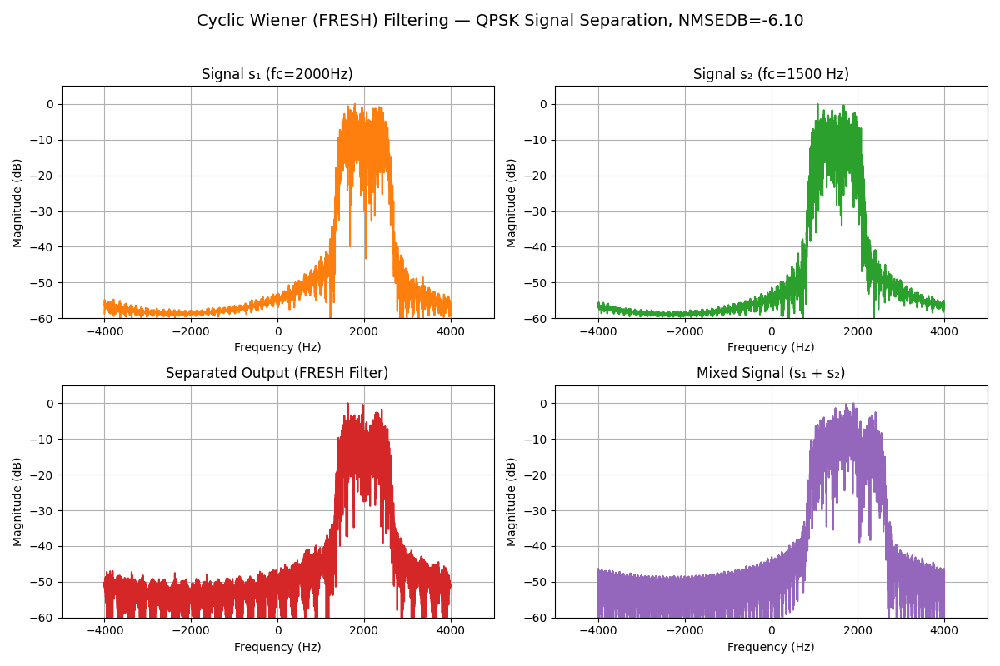 Cyclic Wiener (FRESH) Filtering — QPSK Signal Separation, NMSEDB=-6.10
Signal s₁ (fc=2000Hz)
0
−10
−20
−30
−40
−50
−60
Magnitude (dB)
−4000 −2000 0 2000 4000
Frequency (Hz)
Signal s₂ (fc=1500 Hz)
0
−10
−20
−30
−40
−50
−60
Magnitude (dB)
−4000 −2000 0 2000 4000
Frequency (Hz)
Separated Output (FRESH Filter)
0
−10
−20
−30
−40
−50
−60
Magnitude (dB)
−4000 −2000 0 2000 4000
Frequency (Hz)
Mixed Signal (s₁ + s₂)
0
−10
−20
−30
−40
−50
−60
Magnitude (dB)
−4000 −2000 0 2000 4000
Frequency (Hz)